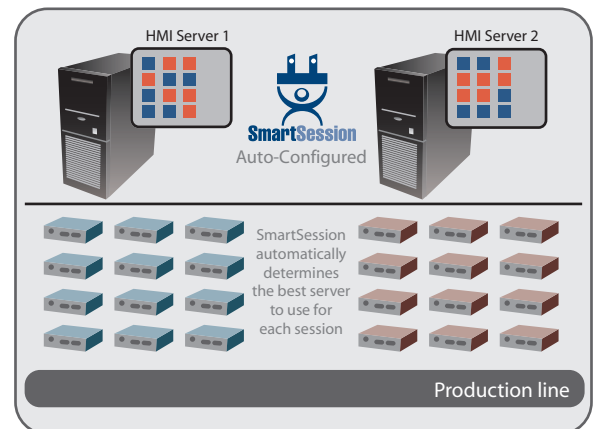 HMI Server 1
HMI Server 2
SmartSession
Auto-Configured
SmartSession
automatically
determines
the best server
to use for
each session
Production line